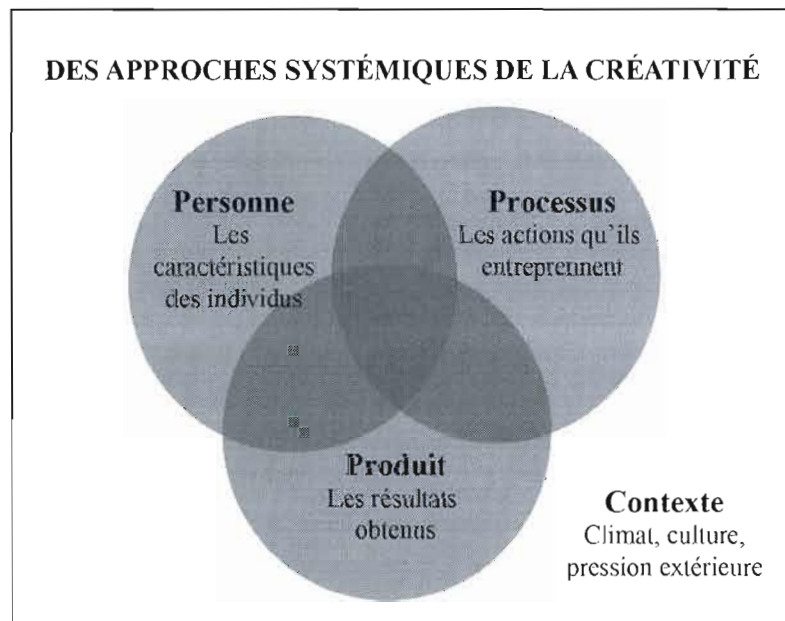 DES APPROCHES SYSTÉMIQUES DE LA CRÉATIVITÉ
Personne
Les
caractéristiques
des individus
Processus
Les actions qu'ils
entreprennent
Produit
Les résultats
obtenus
Contexte
Climat, culture,
pression extérieure